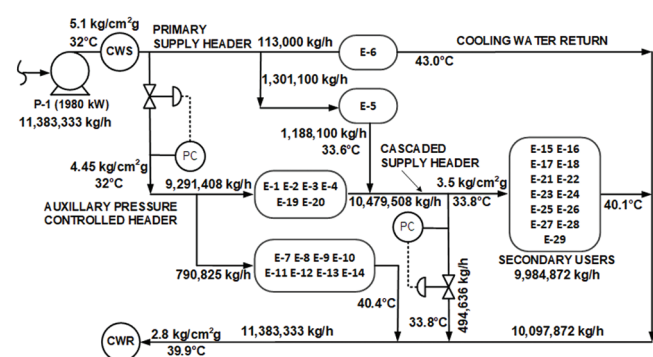 5.1 kg/cm²g
32°C
CWS
PRIMARY
SUPPLY HEADER
113,000 kg/h
E-6
COOLING WATER RETURN
43.0°C
P-1 (1980 kW)
11,383,333 kg/h
1,301,100 kg/h
E-5
1,188,100 kg/h
33.6°C
PC
4.45 kg/cm²g
32°C
9,291,408 kg/h
AUXILLARY PRESSURE
CONTROLLED HEADER
E-1 E-2 E-3 E-4
E-19 E-20
CASCADED
SUPPLY HEADER
3.5 kg/cm²g
10,479,508 kg/h
33.8°C
E-15 E-16
E-17 E-18
E-21 E-22
E-23 E-24
E-25 E-26
E-27 E-28
E-29
40.1°C
SECONDARY USERS
9,984,872 kg/h
PC
790,825 kg/h
E-7 E-8 E-9 E-10
E-11 E-12 E-13 E-14
40.4°C
33.8°C
494,636 kg/h
CWR
2.8 kg/cm²g
39.9°C
11,383,333 kg/h
10,097,872 kg/h